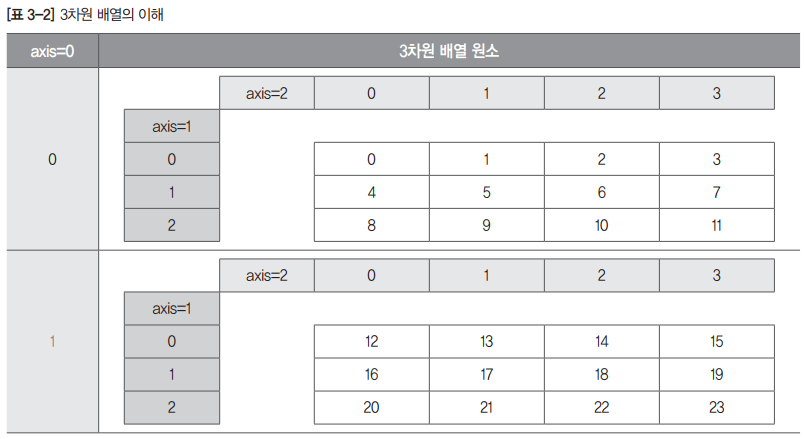 [표 3-2] 3차원 배열의 이해
axis=0 3차원 배열 원소
axis=2 0 1 2 3
axis=1
0 0 0 1 2 3
1 4 5 6 7
2 8 9 10 11
axis=2 0 1 2 3
axis=1
1 0 12 13 14 15
1 16 17 18 19
2 20 21 22 23